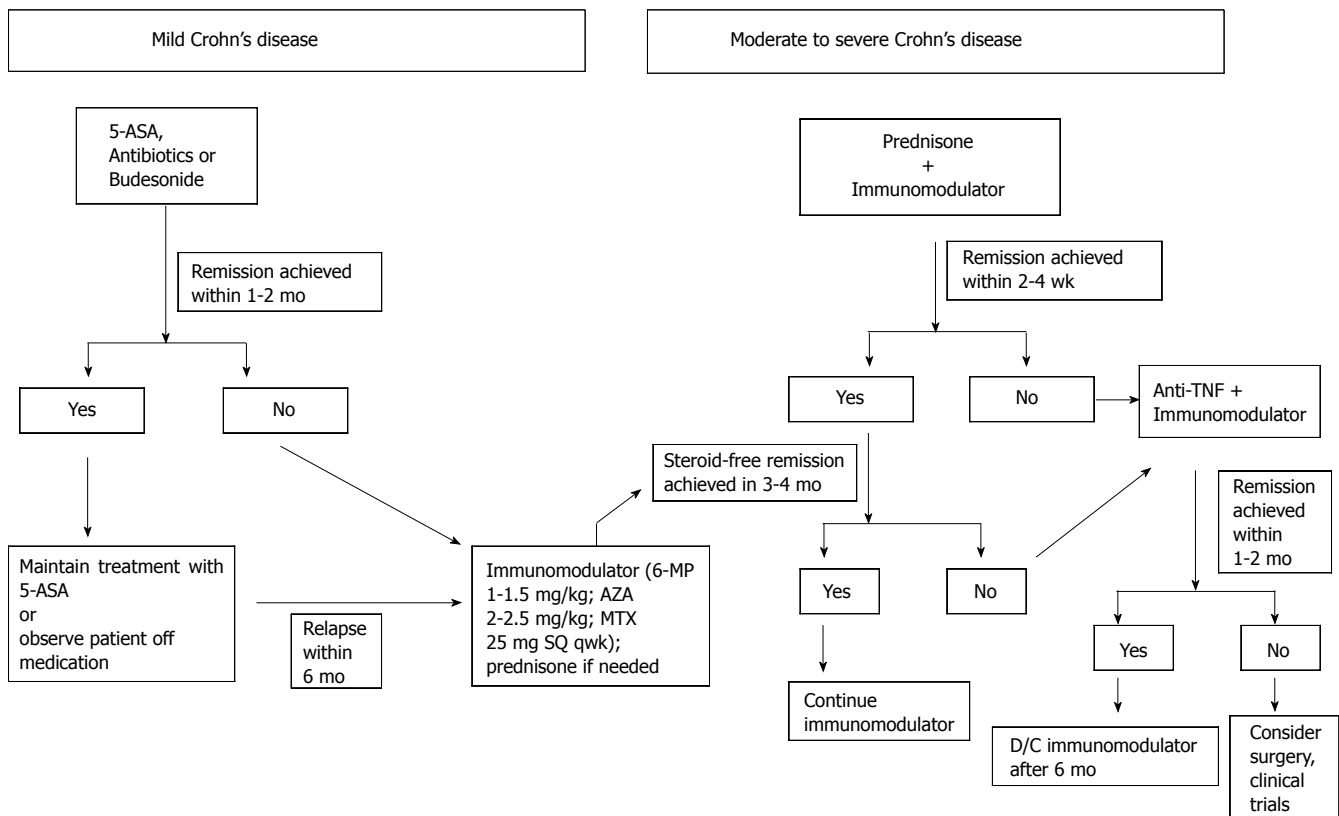 Mild Crohn's disease
5-ASA,
Antibiotics or
Budesonide
Remission achieved
within 1-2 mo
Yes
No
Maintain treatment with
5-ASA
or
observe patient off
medication
Relapse
within
6 mo
Immunomodulator (6-MP
1-1.5 mg/kg; AZA
2-2.5 mg/kg; MTX
25 mg SQ qwk);
prednisone if needed
Moderate to severe Crohn's disease
Prednisone
+
Immunomodulator
Remission achieved
within 2-4 wk
Yes
No
Anti-TNF +
Immunomodulator
Steroid-free remission
achieved in 3-4 mo
Yes
No
Continue
immunomodulator
Remission
achieved
within
1-2 mo
Yes
No
D/C immunomodulator
after 6 mo
Consider
surgery,
clinical
trials